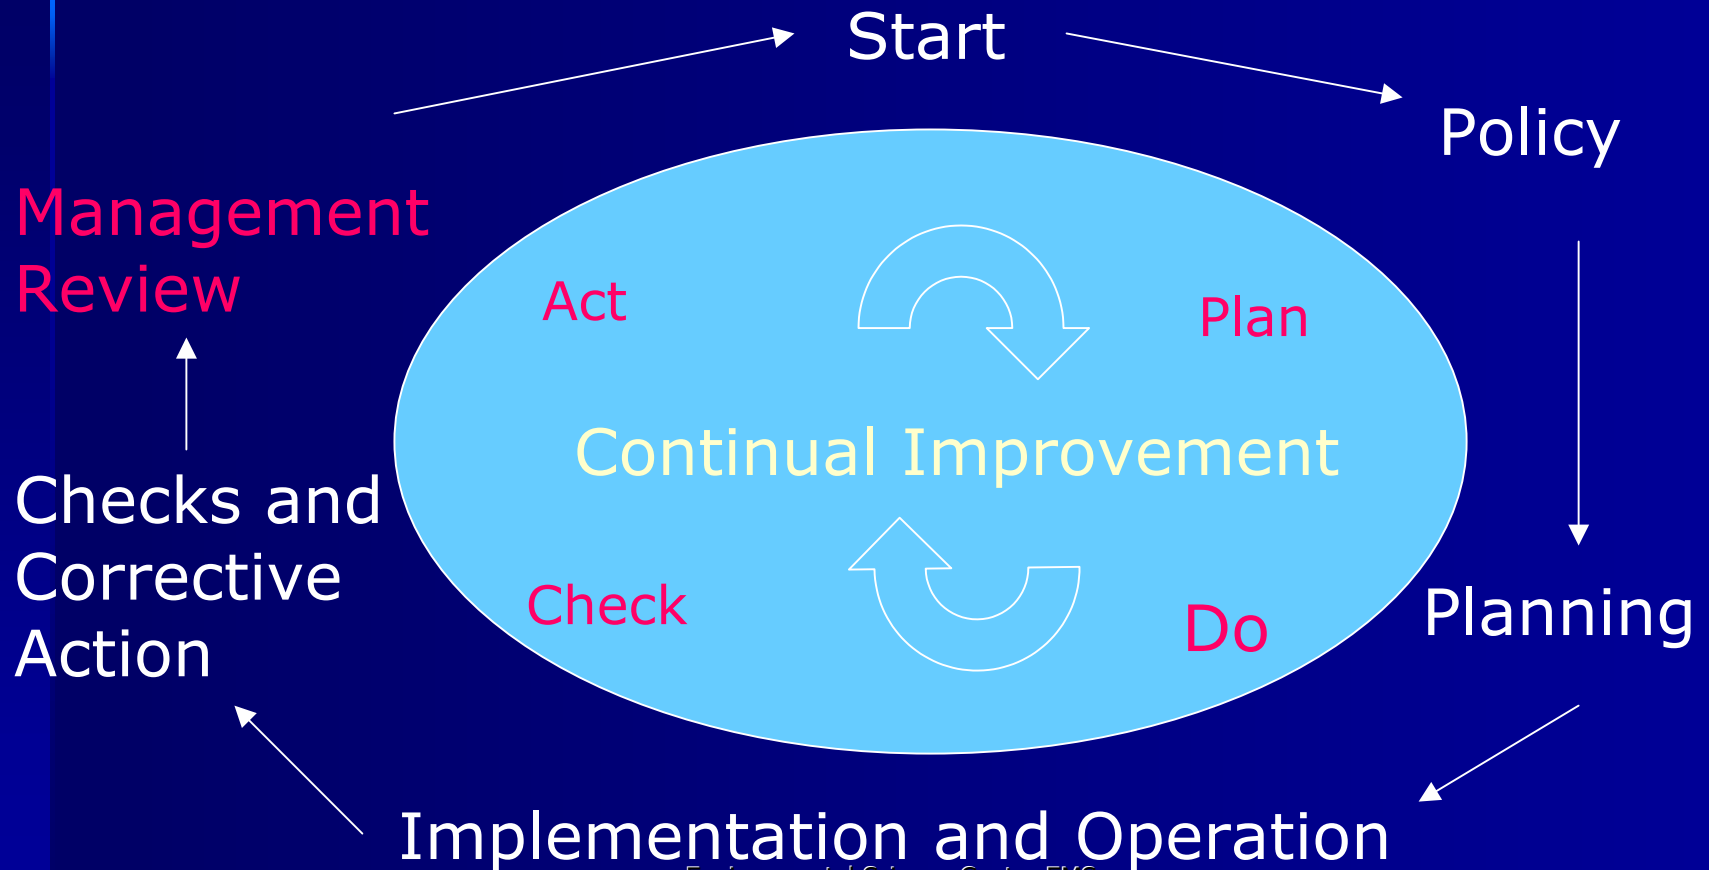 Start
Policy
Management
Review
Act
Plan
Continual Improvement
Checks and
Corrective
Action
Check
Do
Planning
Implementation and Operation